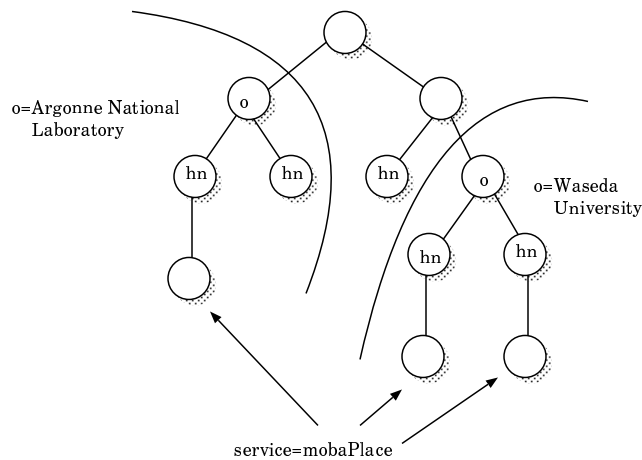 o
o=Argonne National
Laboratory
hn
hn
hn
o
o=Waseda
University
hn
hn
service=mobaPlace